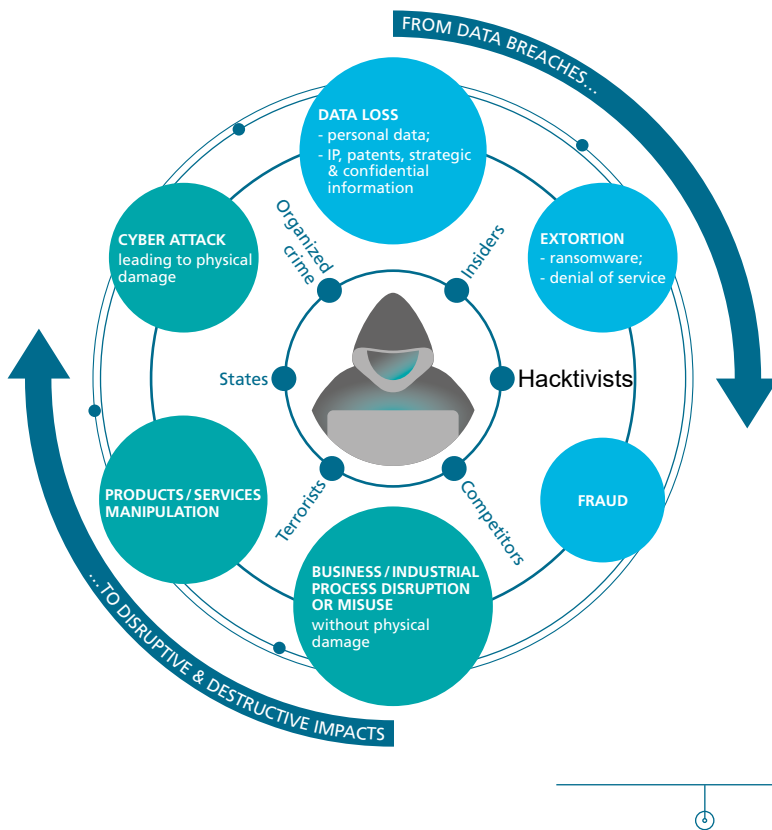 FROM DATA BREACHES...
DATA LOSS
- personal data;
- IP, patents, strategic
& confidential
information
EXTORTION
- ransomware;
- denial of service
FRAUD
BUSINESS / INDUSTRIAL
PROCESS DISRUPTION
OR MISUSE
without physical
damage
PRODUCTS / SERVICES
MANIPULATION
CYBER ATTACK
leading to physical
damage
Organized
crime
Insiders
States
Hacktivists
Terrorists
Competitors
...TO DISRUPTIVE & DESTRUCTIVE IMPACTS